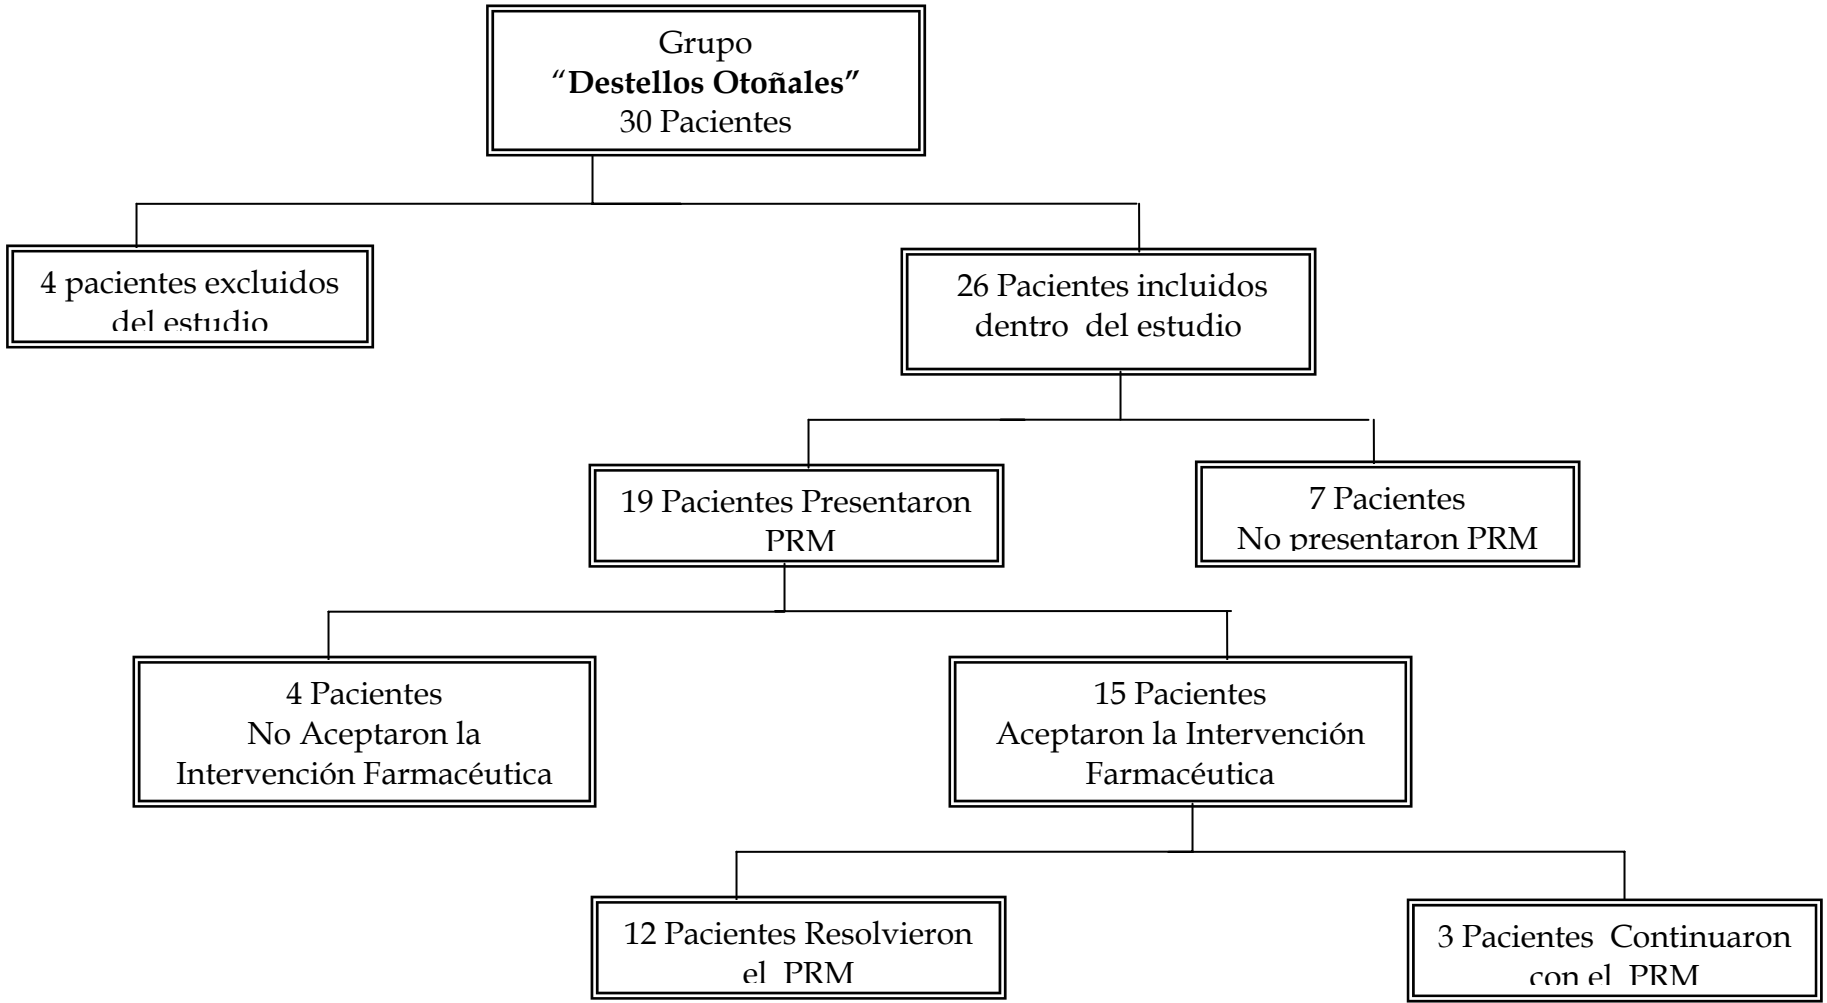 Grupo
“Destellos Otoñales”
30 Pacientes
4 pacientes excluidos
del estudio
26 Pacientes incluidos
dentro del estudio
19 Pacientes Presentaron
PRM
7 Pacientes
No presentaron PRM
4 Pacientes
No Aceptaron la
Intervención Farmacéutica
15 Pacientes
Aceptaron la Intervención
Farmacéutica
12 Pacientes Resolvieron
el PRM
3 Pacientes Continuaron
con el PRM